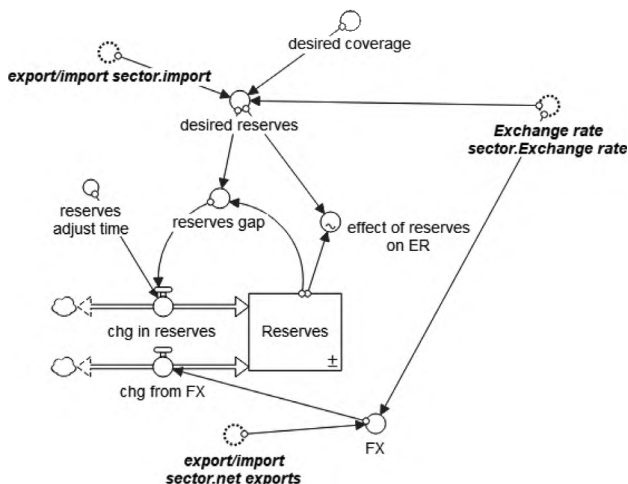 desired coverage
export/import sector.import
desired reserves
Exchange rate
sector.Exchange rate
reserves
adjust time
reserves gap
effect of reserves
on ER
~
chg in reserves
Reserves
±
chg from FX
FX
export/import
sector.net exports